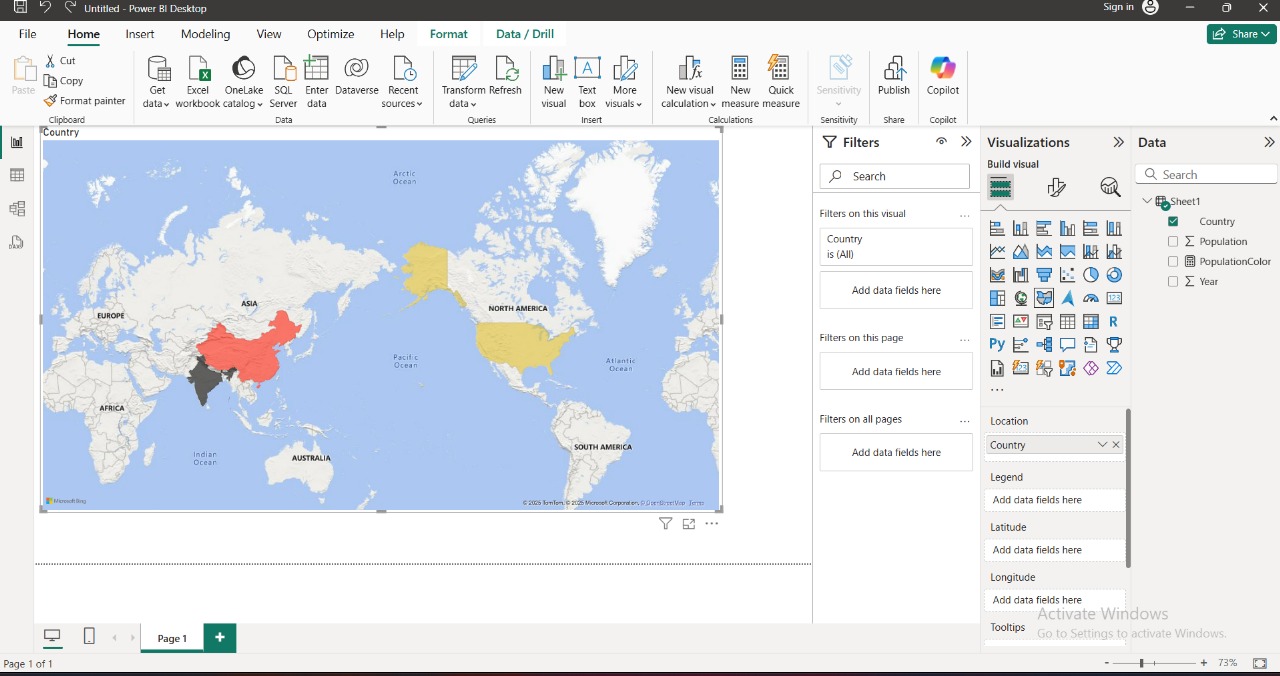 Untitled - Power BI Desktop
Sign in
File Home Insert Modeling View Optimize Help Format Data / Drill
Share
Paste
Cut
Copy
Format painter
Clipboard
Get data
Excel workbook
OneLake catalog
SQL Server
Enter data
Dataverse
Recent sources
Data
Transform data
Refresh
Queries
New visual
Text box
More visuals
Insert
New visual calculation
New measure
Quick measure
Calculations
Sensitivity
Sensitivity
Publish
Share
Copilot
Copilot
Country
Arctic
Ocean
ASIA
EUROPE
NORTH AMERICA
Pacific
Ocean
Atlantic
Ocean
AFRICA
Indian
Ocean
AUSTRALIA
SOUTH AMERICA
Microsoft Bing
© 2025 TomTom, © 2025 Microsoft Corporation, © OpenStreetMap Terms
Filters
Search
Filters on this visual
...
Country
is (All)
Add data fields here
Filters on this page
...
Add data fields here
Filters on all pages
...
Add data fields here
Visualizations
Build visual
123
R
Py
123
...
Location
Country
Legend
Add data fields here
Latitude
Add data fields here
Longitude
Add data fields here
Tooltips
Data
Search
Sheet1
Country
Σ Population
PopulationColor
Σ Year
DAX
Activate Windows
Go to Settings to activate Windows.
Page 1
+
Page 1 of 1
- + 73%